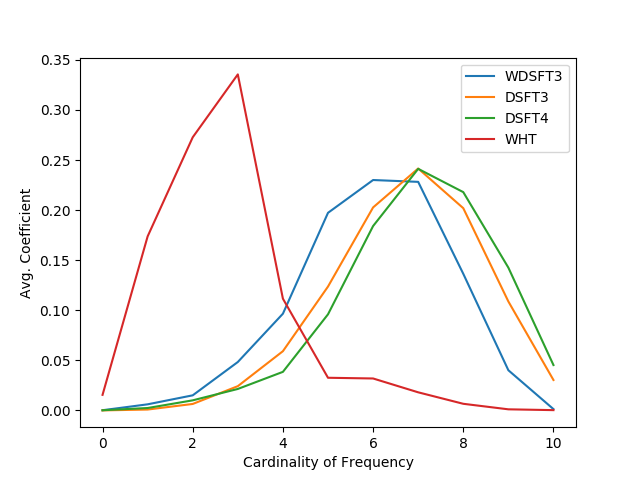 0.35
0.30
0.25
0.20
0.15
0.10
0.05
0.00
Avg. Coefficient
WDSFT3
DSFT3
DSFT4
WHT
0 2 4 6 8 10
Cardinality of Frequency